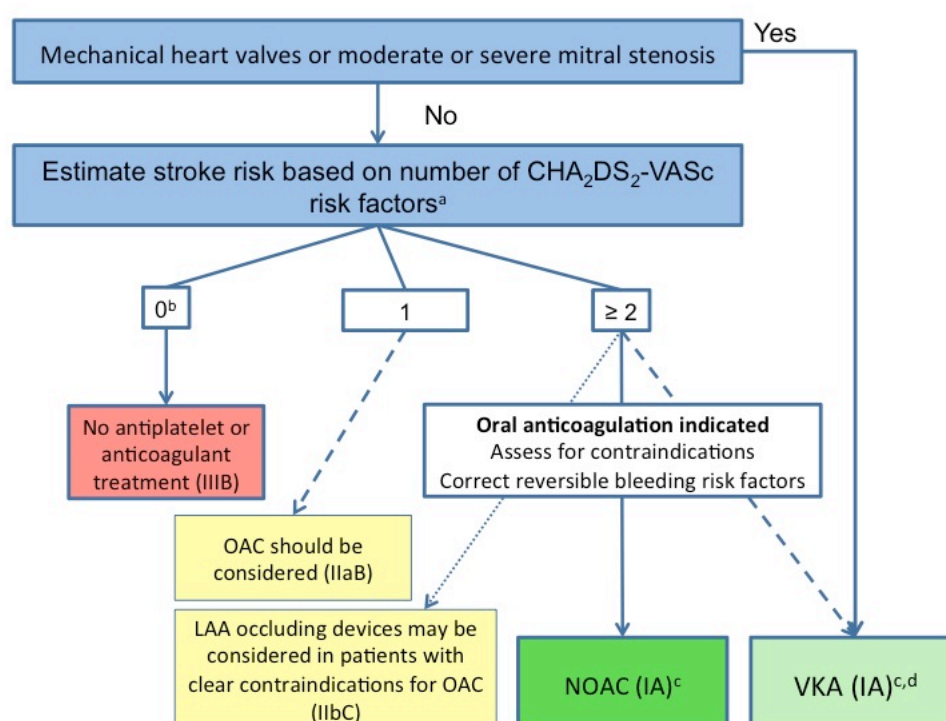 Yes
Mechanical heart valves or moderate or severe mitral stenosis
No
Estimate stroke risk based on number of CHA₂DS₂-VASc
risk factorsᵃ
0ᵇ
1
≥ 2
No antiplatelet or
anticoagulant
treatment (IIIB)
Oral anticoagulation indicated
Assess for contraindications
Correct reversible bleeding risk factors
OAC should be
considered (IIaB)
LAA occluding devices may be
considered in patients with
clear contraindications for OAC
(IIbC)
NOAC (IA)ᶜ
VKA (IA)ᶜ,ᵈ